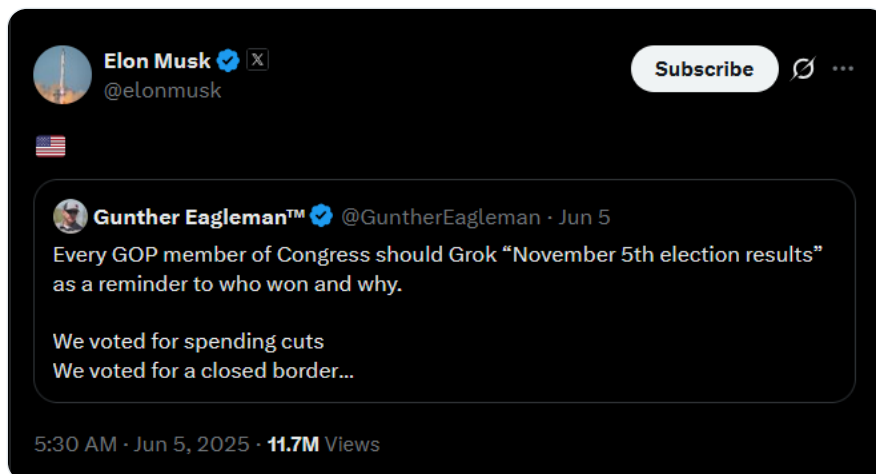 Elon Musk
Subscribe
@elonmusk
🇺🇸
Gunther Eagleman™ @GuntherEagleman · Jun 5
Every GOP member of Congress should Grok “November 5th election results”
as a reminder to who won and why.
We voted for spending cuts
We voted for a closed border...
5:30 AM · Jun 5, 2025 · 11.7M Views